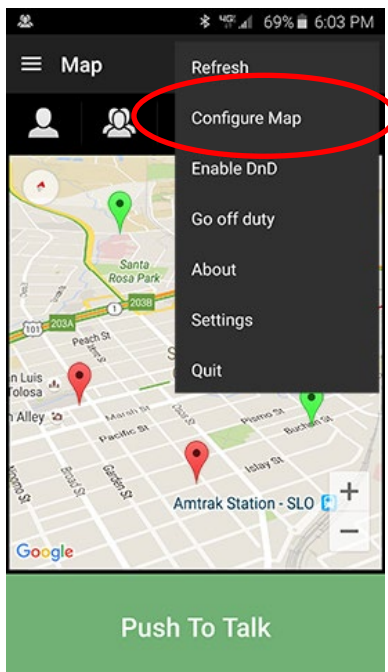 4G 69% 6:03 PM
Map
Refresh
Configure Map
Enable DnD
Go off duty
About
Settings
Quit
Santa
Rosa Park
203B
1
203A
101
Peach St
n Luis
Tolosa
n Alley
Marsh St
Pacific St
Pismo St
Buchon St
Islay St
Broad St
Garden St
Amtrak Station - SLO
+
−
Google
Push To Talk